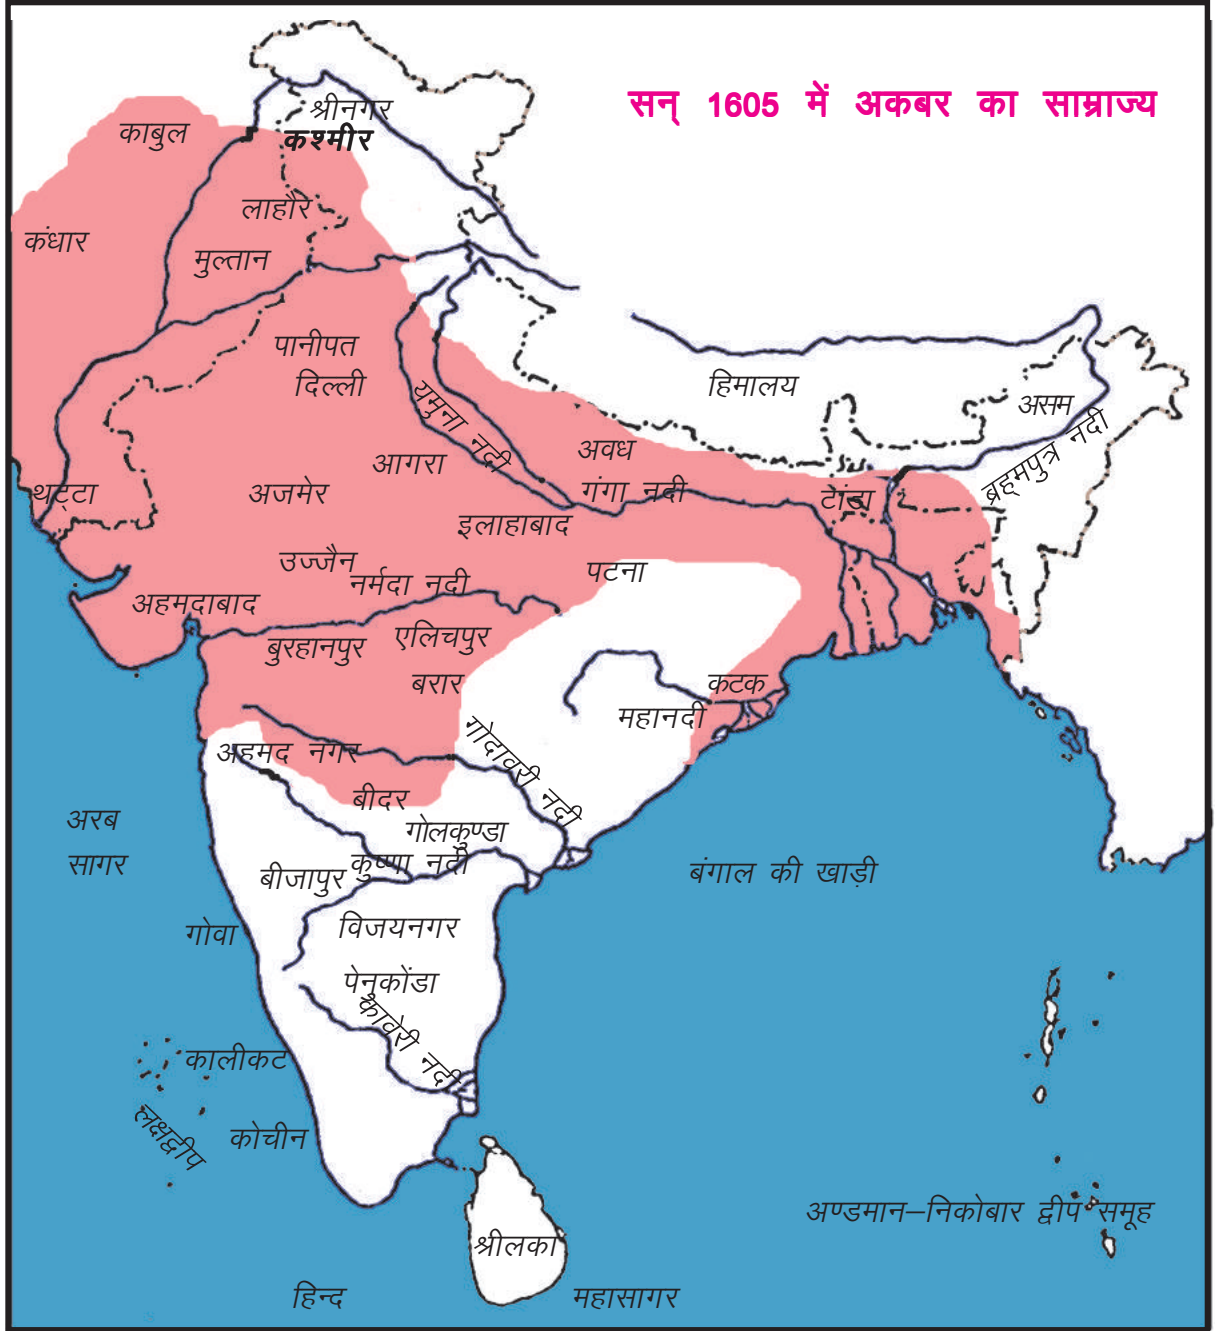 सन् 1605 में अकबर का साम्राज्य
श्रीनगर
कश्मीर
काबुल
लाहौर
कंधार
मुल्तान
पानीपत
दिल्ली
हिमालय
असम
यमुना नदी
ब्रह्मपुत्र नदी
आगरा
अवध
थट्टा
अजमेर
गंगा नदी
टांडा
इलाहाबाद
उज्जैन
नर्मदा नदी
पटना
अहमदाबाद
बुरहानपुर
एलिचपुर
बरार
कटक
महानदी
अहमद नगर
गोदावरी नदी
बीदर
अरब
सागर
गोलकुण्डा
बीजापुर
कृष्णा नदी
बंगाल की खाड़ी
गोवा
विजयनगर
पेनुकोंडा
कावेरी नदी
कालीकट
लक्षद्वीप
कोचीन
अण्डमान–निकोबार द्वीप समूह
श्रीलका
हिन्द महासागर